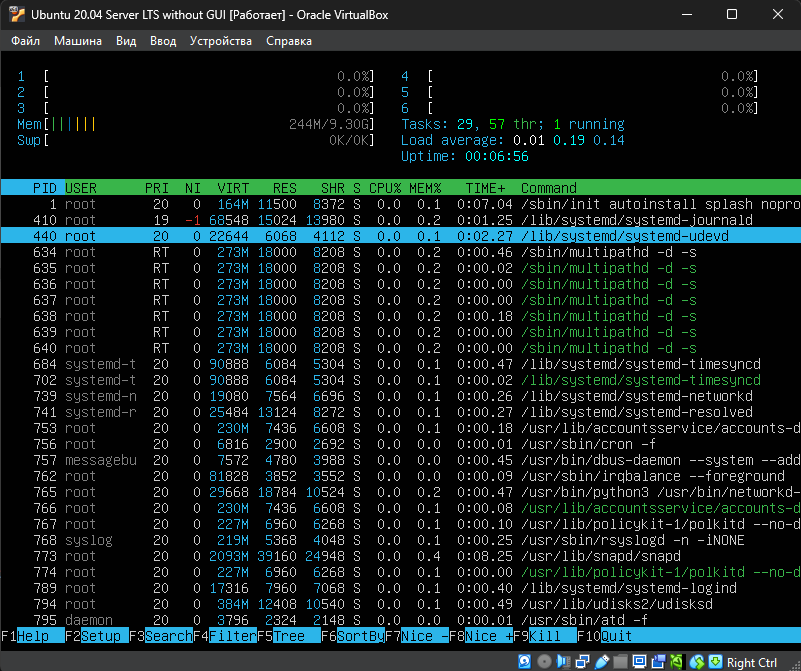 Ubuntu 20.04 Server LTS without GUI [Работает] - Oracle VirtualBox
Файл Машина Вид Ввод Устройства Справка
1 [ 0.0%] 4 [ 0.0%]
2 [ 0.0%] 5 [ 0.0%]
3 [ 0.0%] 6 [ 0.0%]
Mem[|||||| 244M/9.30G] Tasks: 29, 57 thr; 1 running
Swp[ 0K/0K] Load average: 0.01 0.19 0.14
Uptime: 00:06:56
PID USER PRI NI VIRT RES SHR S CPU% MEM% TIME+ Command
1 root 20 0 164M 11500 8372 S 0.0 0.1 0:07.04 /sbin/init autoinstall splash nopro
410 root 19 -1 68548 15024 13980 S 0.0 0.2 0:01.25 /lib/systemd/systemd-journald
440 root 20 0 22644 6068 4112 S 0.0 0.1 0:02.27 /lib/systemd/systemd-udevd
634 root RT 0 273M 18000 8208 S 0.0 0.2 0:00.46 /sbin/multipathd -d -s
635 root RT 0 273M 18000 8208 S 0.0 0.2 0:00.02 /sbin/multipathd -d -s
636 root RT 0 273M 18000 8208 S 0.0 0.2 0:00.00 /sbin/multipathd -d -s
637 root RT 0 273M 18000 8208 S 0.0 0.2 0:00.00 /sbin/multipathd -d -s
638 root RT 0 273M 18000 8208 S 0.0 0.2 0:00.18 /sbin/multipathd -d -s
639 root RT 0 273M 18000 8208 S 0.0 0.2 0:00.00 /sbin/multipathd -d -s
640 root RT 0 273M 18000 8208 S 0.0 0.2 0:00.00 /sbin/multipathd -d -s
684 systemd-t 20 0 90888 6084 5304 S 0.0 0.1 0:00.47 /lib/systemd/systemd-timesyncd
702 systemd-t 20 0 90888 6084 5304 S 0.0 0.1 0:00.02 /lib/systemd/systemd-timesyncd
739 systemd-n 20 0 19080 7564 6696 S 0.0 0.1 0:00.26 /lib/systemd/systemd-networkd
741 systemd-r 20 0 25484 13124 8272 S 0.0 0.1 0:00.27 /lib/systemd/systemd-resolved
753 root 20 0 230M 7436 6608 S 0.0 0.1 0:00.18 /usr/lib/accountsservice/accounts-d
756 root 20 0 6816 2900 2692 S 0.0 0.0 0:00.01 /usr/sbin/cron -f
757 messagebu 20 0 7572 4780 3988 S 0.0 0.0 0:00.45 /usr/bin/dbus-daemon --system --add
762 root 20 0 81828 3852 3552 S 0.0 0.0 0:00.09 /usr/sbin/irqbalance --foreground
765 root 20 0 29668 18784 10524 S 0.0 0.2 0:00.47 /usr/bin/python3 /usr/bin/networkd-
766 root 20 0 230M 7436 6608 S 0.0 0.1 0:00.08 /usr/lib/accountsservice/accounts-d
767 root 20 0 227M 6960 6268 S 0.0 0.1 0:00.10 /usr/lib/policykit-1/polkitd --no-d
768 syslog 20 0 219M 5368 4048 S 0.0 0.1 0:00.25 /usr/sbin/rsyslogd -n -iNONE
773 root 20 0 2093M 39160 24948 S 0.0 0.4 0:08.25 /usr/lib/snapd/snapd
774 root 20 0 227M 6960 6268 S 0.0 0.1 0:00.00 /usr/lib/policykit-1/polkitd --no-d
789 root 20 0 17316 7960 7068 S 0.0 0.1 0:00.40 /lib/systemd/systemd-logind
794 root 20 0 384M 12408 10540 S 0.0 0.1 0:00.49 /usr/lib/udisks2/udisksd
795 daemon 20 0 3796 2324 2148 S 0.0 0.0 0:00.01 /usr/sbin/atd -f
F1Help F2Setup F3SearchF4FilterF5Tree F6SortByF7Nice -F8Nice +F9Kill F10Quit
Right Ctrl